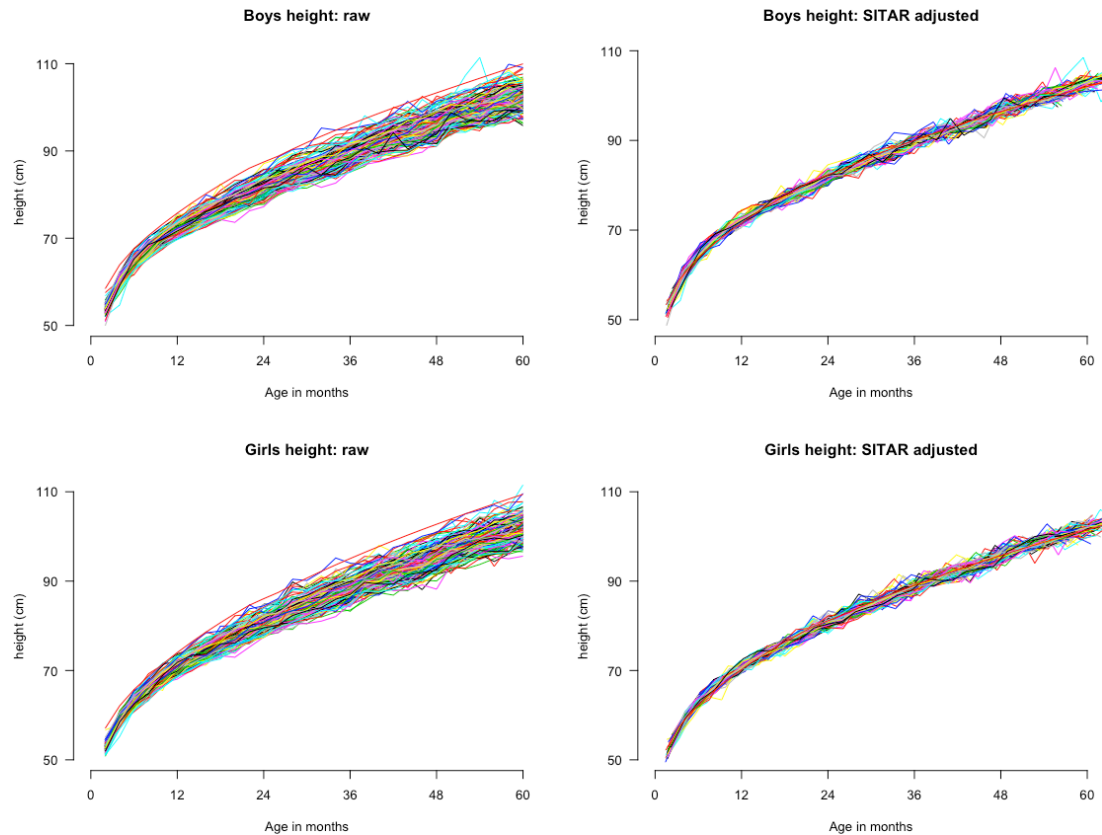 Boys height: raw
height (cm)
110
90
70
50
0 12 24 36 48 60
Age in months
Boys height: SITAR adjusted
height (cm)
110
90
70
50
0 12 24 36 48 60
Age in months
Girls height: raw
height (cm)
110
90
70
50
0 12 24 36 48 60
Age in months
Girls height: SITAR adjusted
height (cm)
110
90
70
50
0 12 24 36 48 60
Age in months